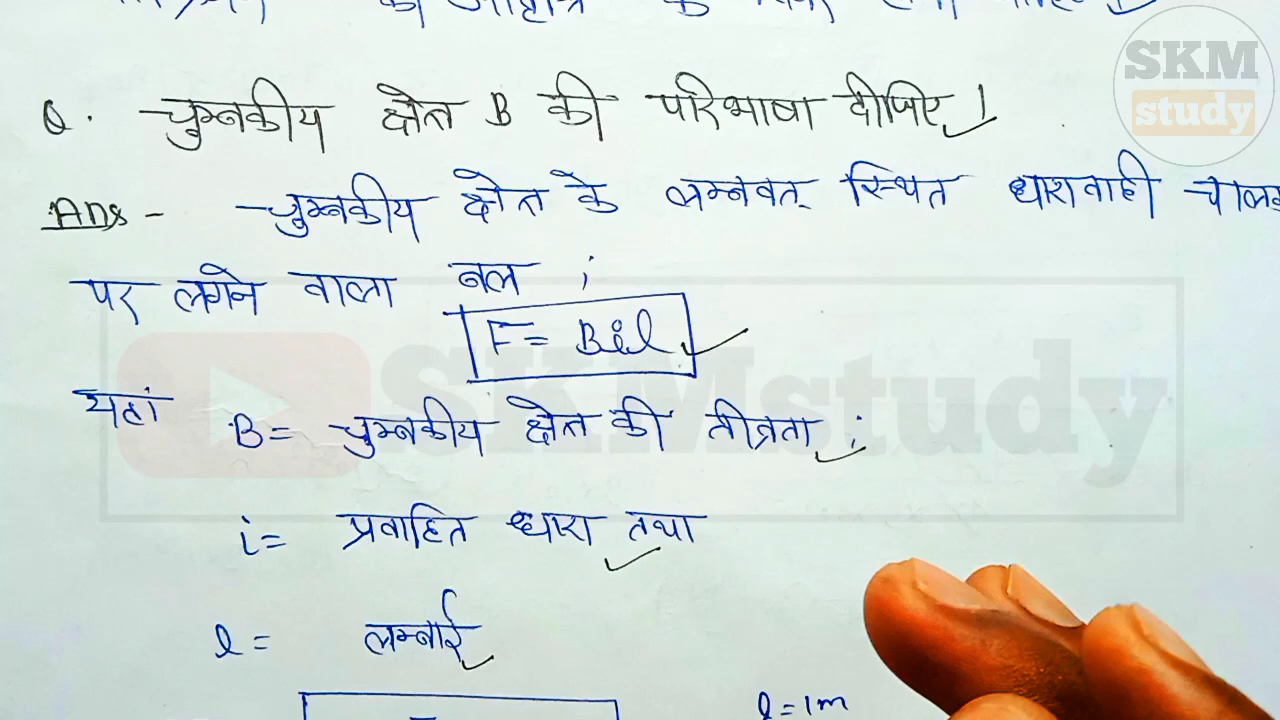 SKM
study
Q. चुम्बकीय क्षेत्र B की परिभाषा दीजिए।
Ans - चुम्बकीय क्षेत्र के लम्बवत् स्थित धारावाही
पर लगने वाला बल ;
F = Bil
SKMstudy
यहां
B = चुम्बकीय क्षेत्र की तीव्रता ;
i = प्रवाहित धारा तथा
l = लम्बाई
l = 1m